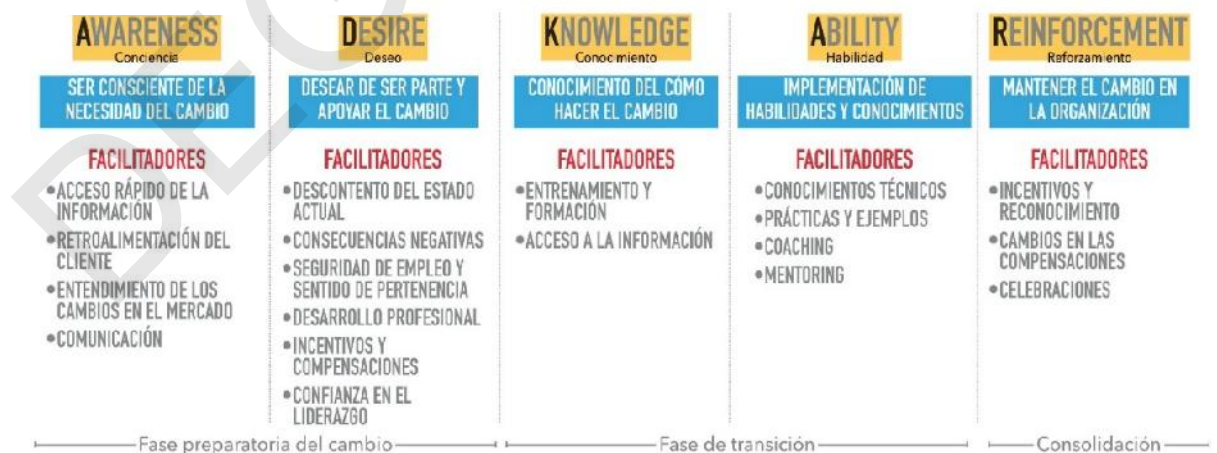 AWARENESS
Conciencia
SER CONSCIENTE DE LA
NECESIDAD DEL CAMBIO
FACILITADORES
•ACCESO RÁPIDO DE LA
INFORMACIÓN
•RETROALIMENTACIÓN DEL
CLIENTE
•ENTENDIMIENTO DE LOS
CAMBIOS EN EL MERCADO
•COMUNICACIÓN
DESIRE
Deseo
DESEAR DE SER PARTE Y
APOYAR EL CAMBIO
FACILITADORES
•DESCONTENTO DEL ESTADO
ACTUAL
•CONSECUENCIAS NEGATIVAS
•SEGURIDAD DE EMPLEO Y
SENTIDO DE PERTENENCIA
•DESARROLLO PROFESIONAL
•INCENTIVOS Y
COMPENSACIONES
•CONFIANZA EN EL
LIDERAZGO
KNOWLEDGE
Conocimiento
CONOCIMIENTO DEL CÓMO
HACER EL CAMBIO
FACILITADORES
•ENTRENAMIENTO Y
FORMACIÓN
•ACCESO A LA INFORMACIÓN
ABILITY
Habilidad
IMPLEMENTACIÓN DE
HABILIDADES Y CONOCIMIENTOS
FACILITADORES
•CONOCIMIENTOS TÉCNICOS
•PRÁCTICAS Y EJEMPLOS
•COACHING
•MENTORING
REINFORCEMENT
Reforzamiento
MANTENER EL CAMBIO EN
LA ORGANIZACIÓN
FACILITADORES
•INCENTIVOS Y
RECONOCIMIENTO
•CAMBIOS EN LAS
COMPENSACIONES
•CELEBRACIONES
Fase preparatoria del cambio
Fase de transición
Consolidación